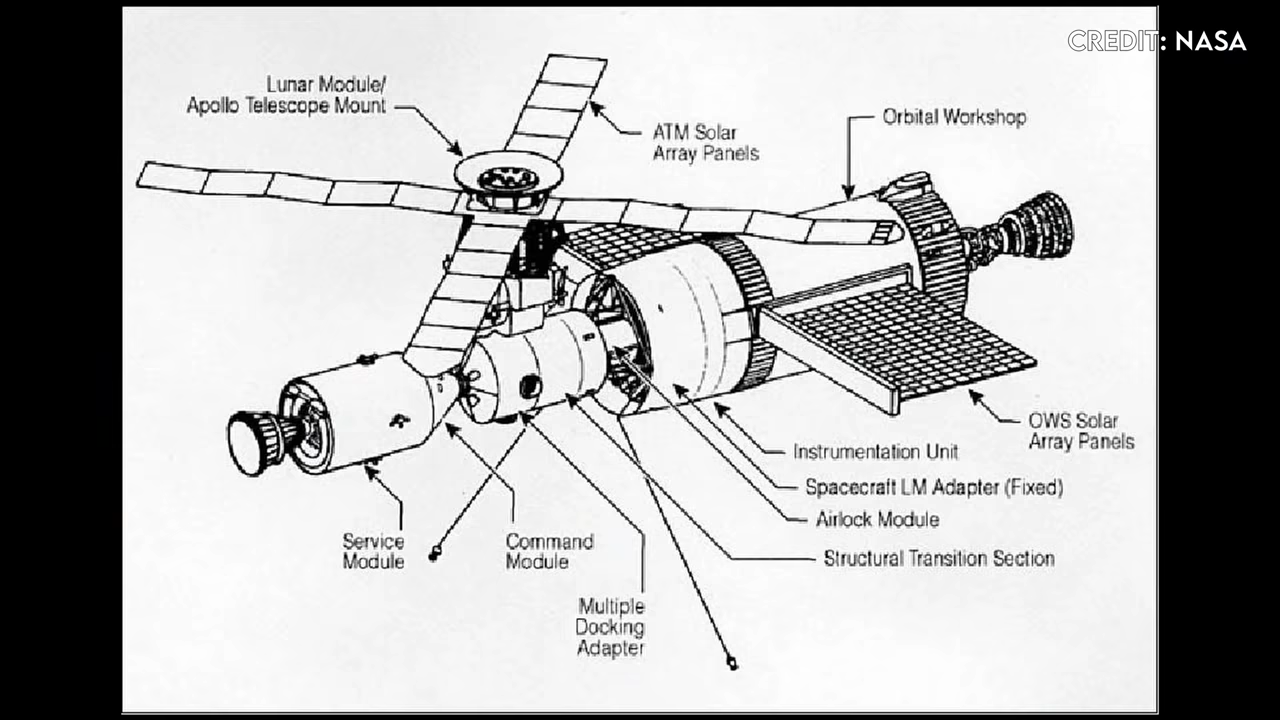 CREDIT: NASA
Lunar Module/
Apollo Telescope Mount
ATM Solar
Array Panels
Orbital Workshop
OWS Solar
Array Panels
Instrumentation Unit
Spacecraft LM Adapter (Fixed)
Airlock Module
Structural Transition Section
Service
Module
Command
Module
Multiple
Docking
Adapter